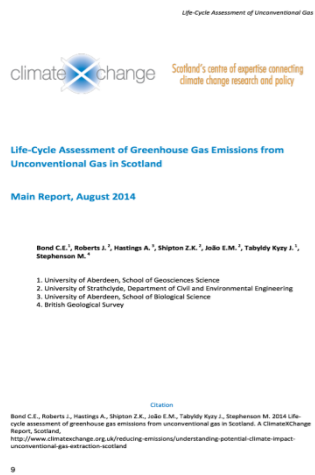 Life-Cycle Assessment of Unconventional Gas
climate change
Scotland's centre of expertise connecting
climate change research and policy
Life-Cycle Assessment of Greenhouse Gas Emissions from
Unconventional Gas in Scotland
Main Report, August 2014
Bond C.E.¹, Roberts J. ², Hastings A. ³, Shipton Z.K. ², João E.M. ², Tabyldy Kyzy J. ¹,
Stephenson M. ⁴
1. University of Aberdeen, School of Geosciences Science
2. University of Strathclyde, Department of Civil and Environmental Engineering
3. University of Aberdeen, School of Biological Science
4. British Geological Survey
Citation
Bond C.E., Roberts J., Hastings A., Shipton Z.K., João E.M., Tabyldy Kyzy J., Stephenson M. 2014 Life-
cycle assessment of greenhouse gas emissions from unconventional gas in Scotland. A ClimateXChange
Report, Scotland,
http://www.climatexchange.org.uk/reducing-emissions/understanding-potential-climate-impact-
unconventional-gas-extraction-scotland
9